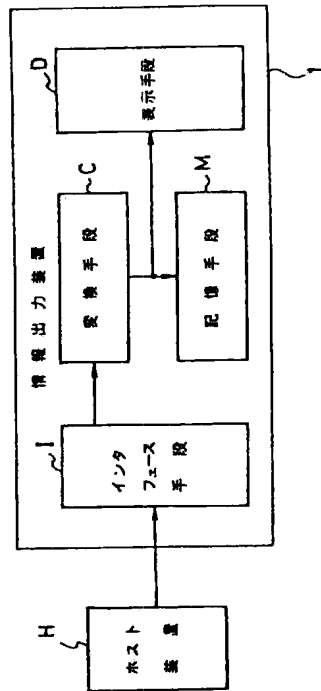 情報出力装置
H
ホスト
装置
I
インタ
フェース
手段
C
変換手段
M
記憶手段
D
表示手段
1